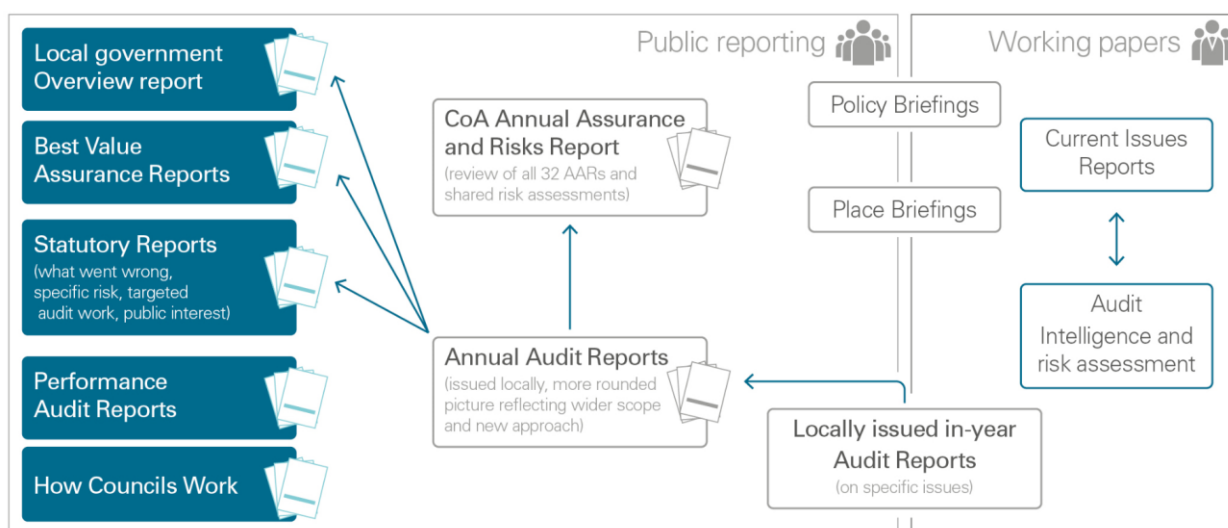 Public reporting
Working papers
Local government
Overview report
Best Value
Assurance Reports
Statutory Reports
(what went wrong,
specific risk, targeted
audit work, public interest)
Performance
Audit Reports
How Councils Work
CoA Annual Assurance
and Risks Report
(review of all 32 AARs and
shared risk assessments)
Annual Audit Reports
(issued locally, more rounded
picture reflecting wider scope
and new approach)
Policy Briefings
Place Briefings
Locally issued in-year
Audit Reports
(on specific issues)
Current Issues
Reports
Audit
Intelligence and
risk assessment